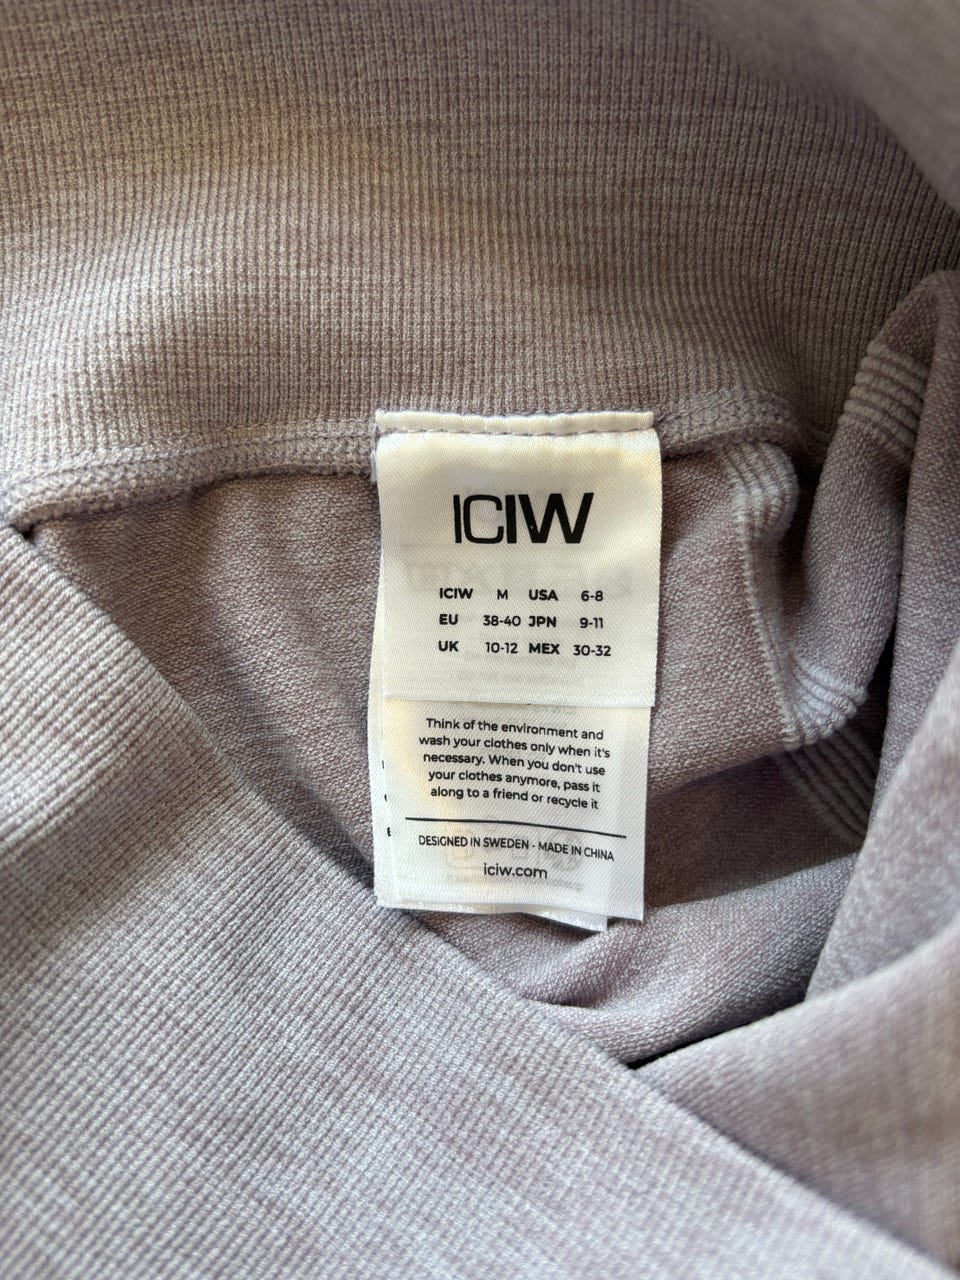 ICIW
ICIW M USA 6-8
EU 38-40 JPN 9-11
UK 10-12 MEX 30-32
Think of the environment and
wash your clothes only when it's
necessary. When you don't use
your clothes anymore, pass it
along to a friend or recycle it
DESIGNED IN SWEDEN - MADE IN CHINA
iciw.com